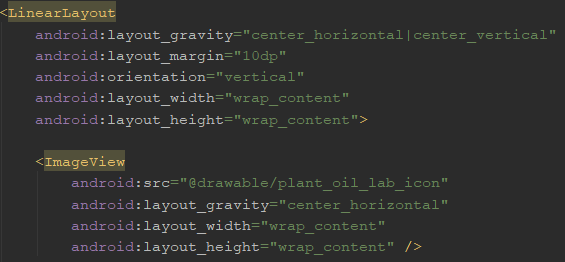 <LinearLayout
android:layout_gravity="center_horizontal|center_vertical"
android:layout_margin="10dp"
android:orientation="vertical"
android:layout_width="wrap_content"
android:layout_height="wrap_content">
<ImageView
android:src="@drawable/plant_oil_lab_icon"
android:layout_gravity="center_horizontal"
android:layout_width="wrap_content"
android:layout_height="wrap_content" />